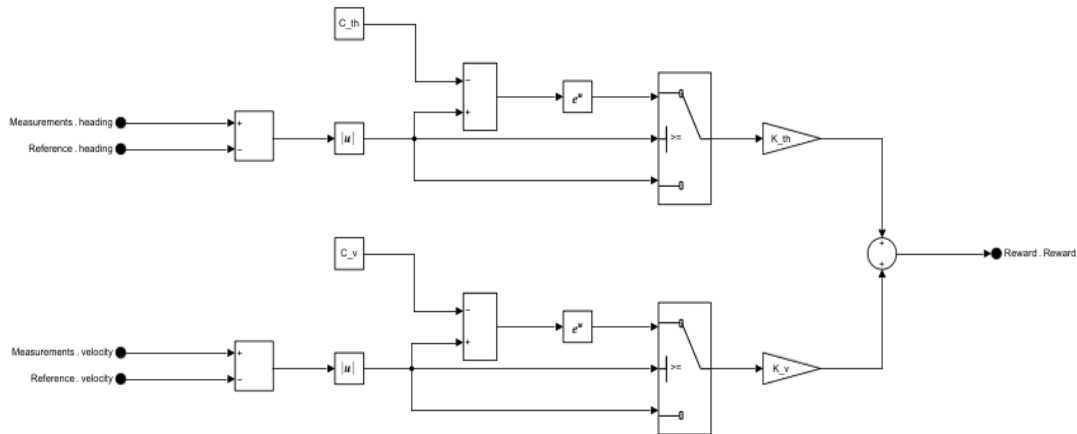 C_th
−
+
e^u
Measurements . heading
+
Reference . heading
−
|u|
>=
K_th
C_v
+
+
Reward . Reward
−
+
e^u
Measurements . velocity
+
Reference . velocity
−
|u|
>=
K_v